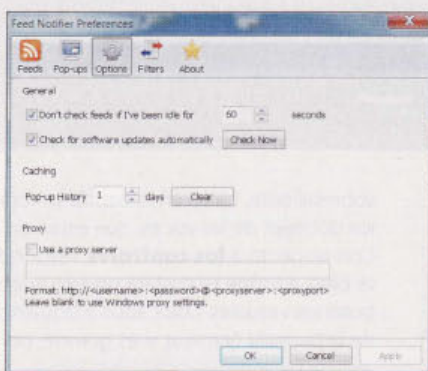 Feed Notifier Preferences
Feeds Pop-ups Options Filters About
General
Don't check feeds if I've been idle for 60 seconds
Check for software updates automatically Check Now
Caching
Pop-up History 1 days Clear
Proxy
Use a proxy server
Format: http://<username>:<password>@<proxyserver>:<proxyport>
Leave blank to use Windows proxy settings.
OK Cancel Apply